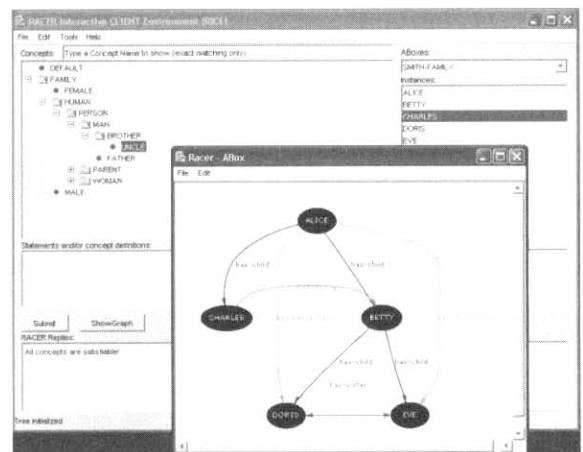 RACER Interactive CLIENT Environment (RICE)
File Edit Tools Help
Concepts: Type a Concept Name to show (exact matching only).
ABoxes:
DEFAULT
SMITH-FAMILY
FAMILY
Instances:
FEMALE
ALICE
HUMAN
BETTY
PERSON
CHARLES
MAN
DORIS
BROTHER
EVE
UNCLE
FATHER
PARENT
WOMAN
MALE
Racer - ABox
File Edit
ALICE
has-child
has-child
CHARLES
BETTY
has-child
has-child
has-sister
DORIS
EVE
Statements and/or concept definitions:
Submit
ShowGraph
RACER Replies:
All concepts are satisfiable!
Tree initialized